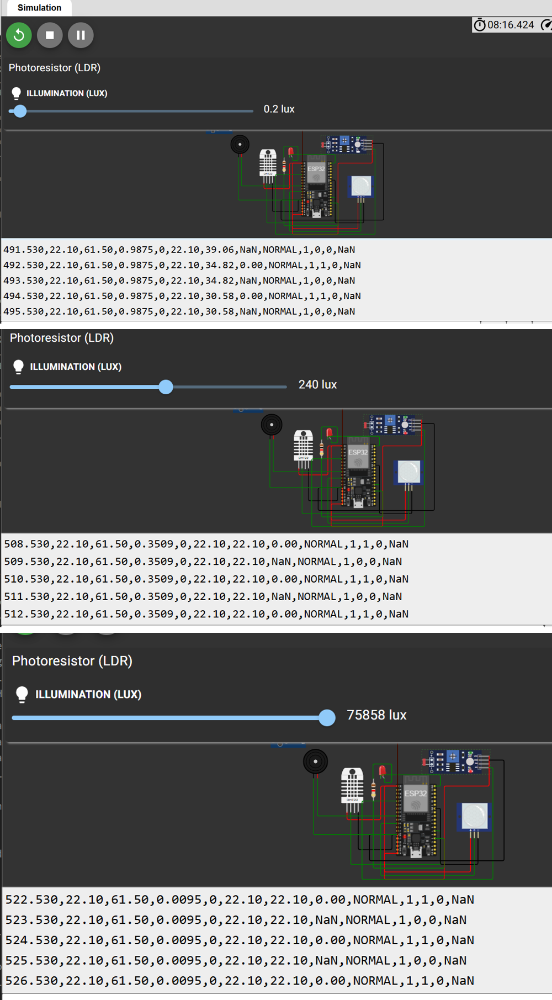 Simulation
08:16.424
Photoresistor (LDR)
ILLUMINATION (LUX)
0.2 lux
DHT22
ESP32
491.530,22.10,61.50,0.9875,0,22.10,39.06,NaN,NORMAL,1,0,0,NaN
492.530,22.10,61.50,0.9875,0,22.10,34.82,0.00,NORMAL,1,1,0,NaN
493.530,22.10,61.50,0.9875,0,22.10,34.82,NaN,NORMAL,1,0,0,NaN
494.530,22.10,61.50,0.9875,0,22.10,30.58,0.00,NORMAL,1,1,0,NaN
495.530,22.10,61.50,0.9875,0,22.10,30.58,NaN,NORMAL,1,0,0,NaN
Photoresistor (LDR)
ILLUMINATION (LUX)
240 lux
DHT22
ESP32
508.530,22.10,61.50,0.3509,0,22.10,22.10,0.00,NORMAL,1,1,0,NaN
509.530,22.10,61.50,0.3509,0,22.10,22.10,NaN,NORMAL,1,0,0,NaN
510.530,22.10,61.50,0.3509,0,22.10,22.10,0.00,NORMAL,1,1,0,NaN
511.530,22.10,61.50,0.3509,0,22.10,22.10,NaN,NORMAL,1,0,0,NaN
512.530,22.10,61.50,0.3509,0,22.10,22.10,0.00,NORMAL,1,1,0,NaN
Photoresistor (LDR)
ILLUMINATION (LUX)
75858 lux
DHT22
ESP32
522.530,22.10,61.50,0.0095,0,22.10,22.10,0.00,NORMAL,1,1,0,NaN
523.530,22.10,61.50,0.0095,0,22.10,22.10,NaN,NORMAL,1,0,0,NaN
524.530,22.10,61.50,0.0095,0,22.10,22.10,0.00,NORMAL,1,1,0,NaN
525.530,22.10,61.50,0.0095,0,22.10,22.10,NaN,NORMAL,1,0,0,NaN
526.530,22.10,61.50,0.0095,0,22.10,22.10,0.00,NORMAL,1,1,0,NaN